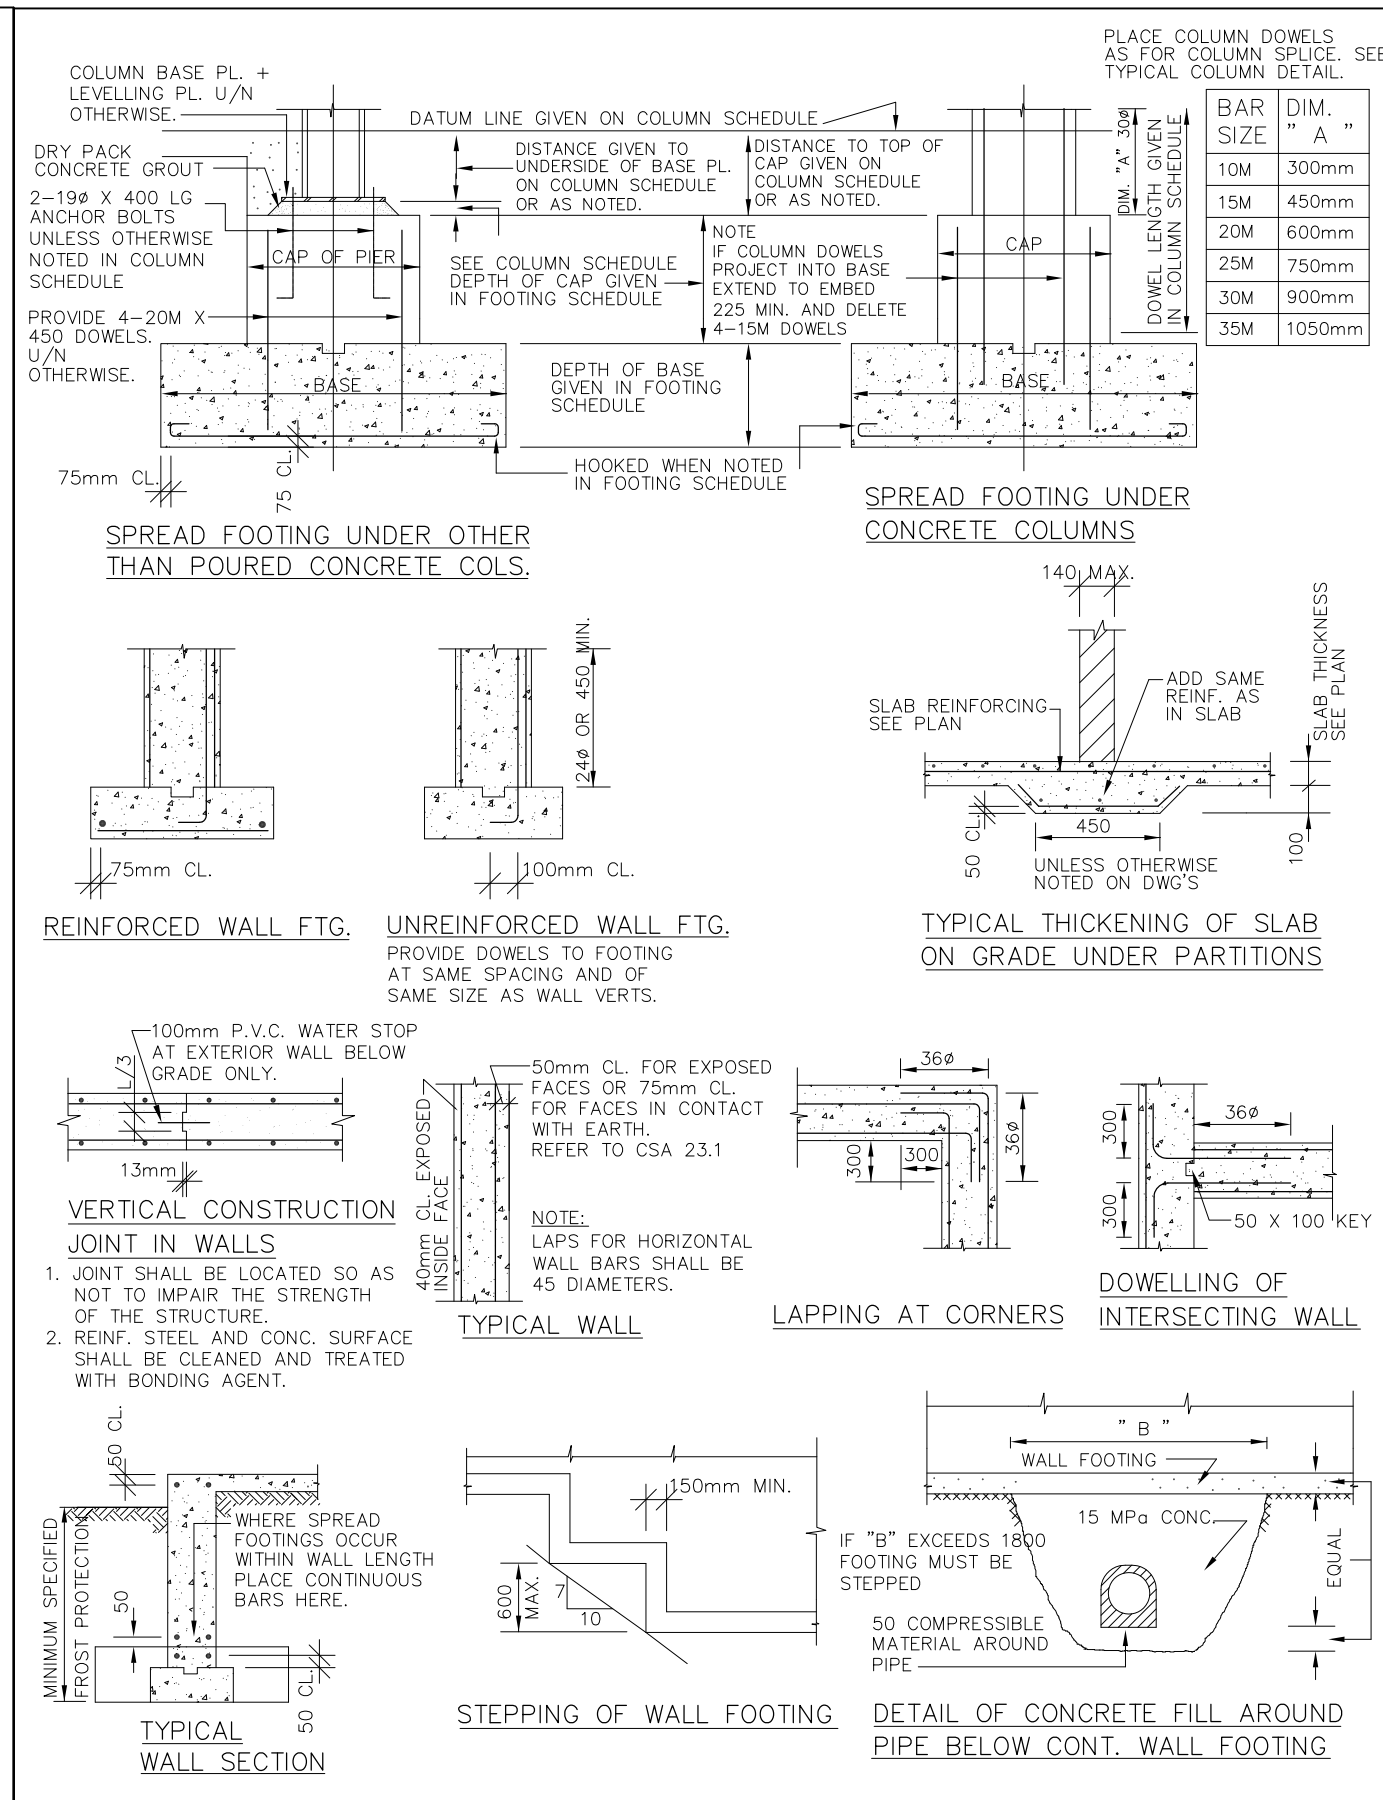 PLACE COLUMN DOWELS
AS FOR COLUMN SPLICE. SEE
TYPICAL COLUMN DETAIL.
BAR SIZE DIM. " A "
10M 300mm
15M 450mm
20M 600mm
25M 750mm
30M 900mm
35M 1050mm
COLUMN BASE PL. +
LEVELLING PL. U/N
OTHERWISE.
DRY PACK
CONCRETE GROUT
2-19ø X 400 LG
ANCHOR BOLTS
UNLESS OTHERWISE
NOTED IN COLUMN
SCHEDULE
PROVIDE 4-20M X
450 DOWELS.
U/N
OTHERWISE.
CAP OF PIER
BASE
75mm CL.
75 CL.
DATUM LINE GIVEN ON COLUMN SCHEDULE
DISTANCE GIVEN TO
UNDERSIDE OF BASE PL.
ON COLUMN SCHEDULE
OR AS NOTED.
DISTANCE TO TOP OF
CAP GIVEN ON
COLUMN SCHEDULE
OR AS NOTED.
SEE COLUMN SCHEDULE
DEPTH OF CAP GIVEN
IN FOOTING SCHEDULE
NOTE
IF COLUMN DOWELS
PROJECT INTO BASE
EXTEND TO EMBED
225 MIN. AND DELETE
4-15M DOWELS
DEPTH OF BASE
GIVEN IN FOOTING
SCHEDULE
HOOKED WHEN NOTED
IN FOOTING SCHEDULE
CAP
BASE
DIM. "A" 30ø
DOWEL LENGTH GIVEN
IN COLUMN SCHEDULE
SPREAD FOOTING UNDER OTHER
THAN POURED CONCRETE COLS.
SPREAD FOOTING UNDER
CONCRETE COLUMNS
75mm CL.
REINFORCED WALL FTG.
24ø OR 450 MIN.
100mm CL.
UNREINFORCED WALL FTG.
PROVIDE DOWELS TO FOOTING
AT SAME SPACING AND OF
SAME SIZE AS WALL VERTS.
140 MAX.
SLAB REINFORCING
SEE PLAN
ADD SAME
REINF. AS
IN SLAB
SLAB THICKNESS
SEE PLAN
50 CL.
450
100
UNLESS OTHERWISE
NOTED ON DWG'S
TYPICAL THICKENING OF SLAB
ON GRADE UNDER PARTITIONS
100mm P.V.C. WATER STOP
AT EXTERIOR WALL BELOW
GRADE ONLY.
L/3
13mm
VERTICAL CONSTRUCTION
JOINT IN WALLS
1. JOINT SHALL BE LOCATED SO AS
NOT TO IMPAIR THE STRENGTH
OF THE STRUCTURE.
2. REINF. STEEL AND CONC. SURFACE
SHALL BE CLEANED AND TREATED
WITH BONDING AGENT.
40mm CL. EXPOSED
INSIDE FACE
50mm CL. FOR EXPOSED
FACES OR 75mm CL.
FOR FACES IN CONTACT
WITH EARTH.
REFER TO CSA 23.1
NOTE:
LAPS FOR HORIZONTAL
WALL BARS SHALL BE
45 DIAMETERS.
TYPICAL WALL
36ø
36ø
300
300
LAPPING AT CORNERS
300
36ø
300
50 X 100 KEY
DOWELLING OF
INTERSECTING WALL
50 CL.
MINIMUM SPECIFIED
FROST PROTECTION
50
WHERE SPREAD
FOOTINGS OCCUR
WITHIN WALL LENGTH
PLACE CONTINUOUS
BARS HERE.
50 CL.
TYPICAL
WALL SECTION
150mm MIN.
600
MAX.
7
10
STEPPING OF WALL FOOTING
" B "
WALL FOOTING
15 MPa CONC.
IF "B" EXCEEDS 1800
FOOTING MUST BE
STEPPED
50 COMPRESSIBLE
MATERIAL AROUND
PIPE
EQUAL
DETAIL OF CONCRETE FILL AROUND
PIPE BELOW CONT. WALL FOOTING